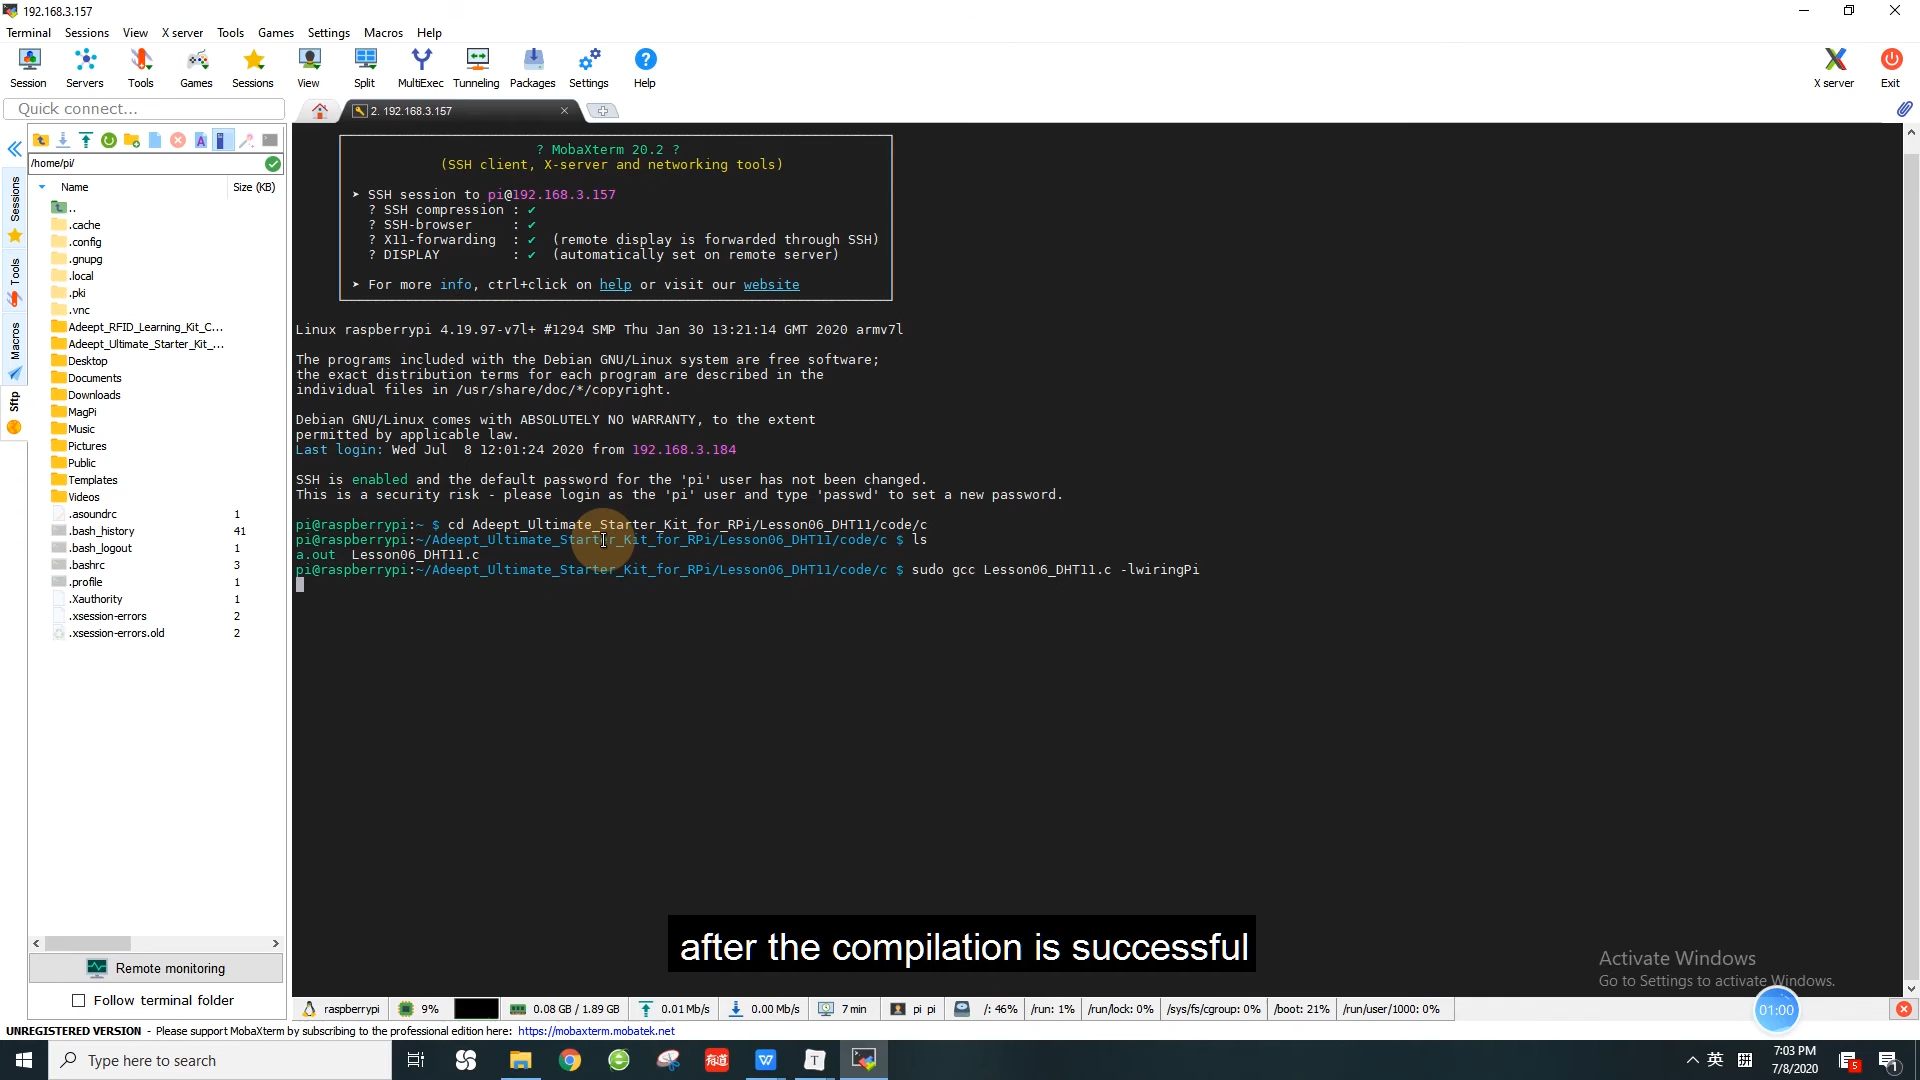 192.168.3.157
Terminal Sessions View X server Tools Games Settings Macros Help
Session Servers Tools Games Sessions View Split MultiExec Tunneling Packages Settings Help X server Exit
Quick connect...
2. 192.168.3.157
/home/pi/
Name Size (KB)
..
.cache
.config
.gnupg
.local
.pki
.vnc
Adeept_RFID_Learning_Kit_C...
Adeept_Ultimate_Starter_Kit_...
Desktop
Documents
Downloads
MagPi
Music
Pictures
Public
Templates
Videos
.asoundrc 1
.bash_history 41
.bash_logout 1
.bashrc 3
.profile 1
.Xauthority 1
.xsession-errors 2
.xsession-errors.old 2
Sessions
Tools
Macros
Sftp
Remote monitoring
Follow terminal folder
? MobaXterm 20.2 ?
(SSH client, X-server and networking tools)
➤ SSH session to pi@192.168.3.157
? SSH compression : ✔
? SSH-browser : ✔
? X11-forwarding : ✔ (remote display is forwarded through SSH)
? DISPLAY : ✔ (automatically set on remote server)
➤ For more info, ctrl+click on help or visit our website
Linux raspberrypi 4.19.97-v7l+ #1294 SMP Thu Jan 30 13:21:14 GMT 2020 armv7l
The programs included with the Debian GNU/Linux system are free software;
the exact distribution terms for each program are described in the
individual files in /usr/share/doc/*/copyright.
Debian GNU/Linux comes with ABSOLUTELY NO WARRANTY, to the extent
permitted by applicable law.
Last login: Wed Jul  8 12:01:24 2020 from 192.168.3.184
SSH is enabled and the default password for the 'pi' user has not been changed.
This is a security risk - please login as the 'pi' user and type 'passwd' to set a new password.
pi@raspberrypi:~ $ cd Adeept_Ultimate_Starter_Kit_for_RPi/Lesson06_DHT11/code/c
pi@raspberrypi:~/Adeept_Ultimate_Starter_Kit_for_RPi/Lesson06_DHT11/code/c $ ls
a.out  Lesson06_DHT11.c
pi@raspberrypi:~/Adeept_Ultimate_Starter_Kit_for_RPi/Lesson06_DHT11/code/c $ sudo gcc Lesson06_DHT11.c -lwiringPi
after the compilation is successful
Activate Windows
Go to Settings to activate Windows.
01:00
raspberrypi 9% 0.08 GB / 1.89 GB 0.01 Mb/s 0.00 Mb/s 7 min pi pi /: 46% /run: 1% /run/lock: 0% /sys/fs/cgroup: 0% /boot: 21% /run/user/1000: 0%
UNREGISTERED VERSION - Please support MobaXterm by subscribing to the professional edition here: https://mobaxterm.mobatek.net
Type here to search
有道
英
拼
7:03 PM
7/8/2020
5
1